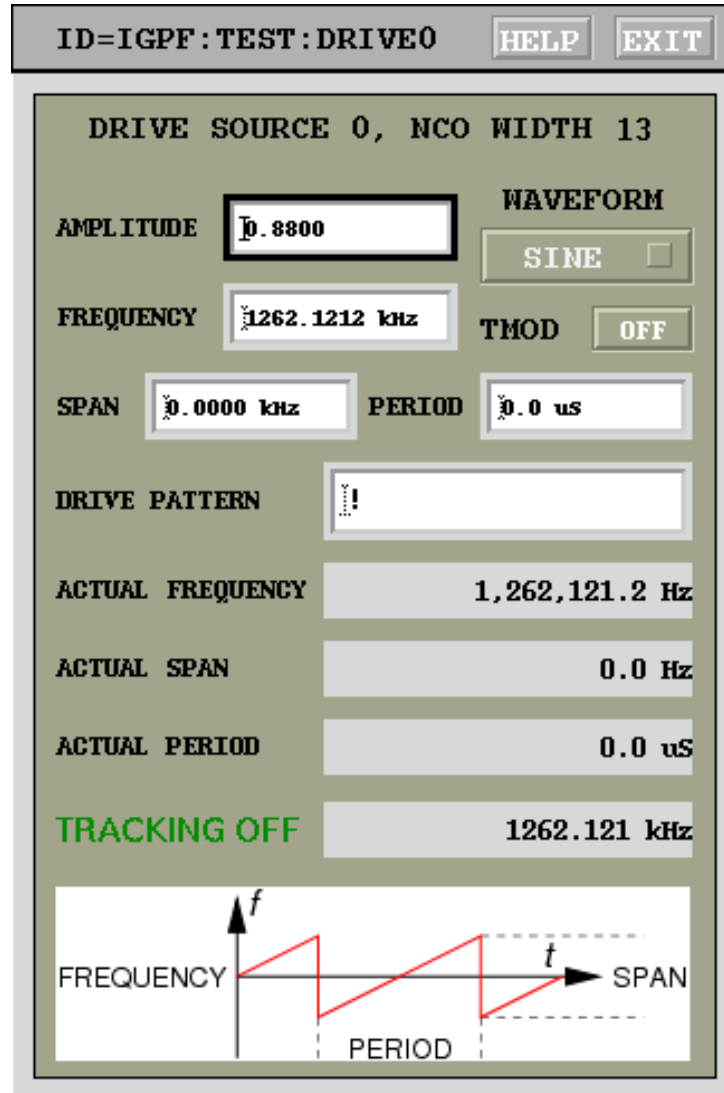 ID=IGPF:TEST:DRIVE0 HELP EXIT
DRIVE SOURCE 0, NCO WIDTH 13
WAVEFORM
AMPLITUDE 0.8800
SINE
FREQUENCY 1262.1212 kHz
TMOD OFF
SPAN 0.0000 kHz PERIOD 0.0 uS
DRIVE PATTERN !
ACTUAL FREQUENCY 1,262,121.2 Hz
ACTUAL SPAN 0.0 Hz
ACTUAL PERIOD 0.0 uS
TRACKING OFF 1262.121 kHz
f
t
FREQUENCY SPAN
PERIOD